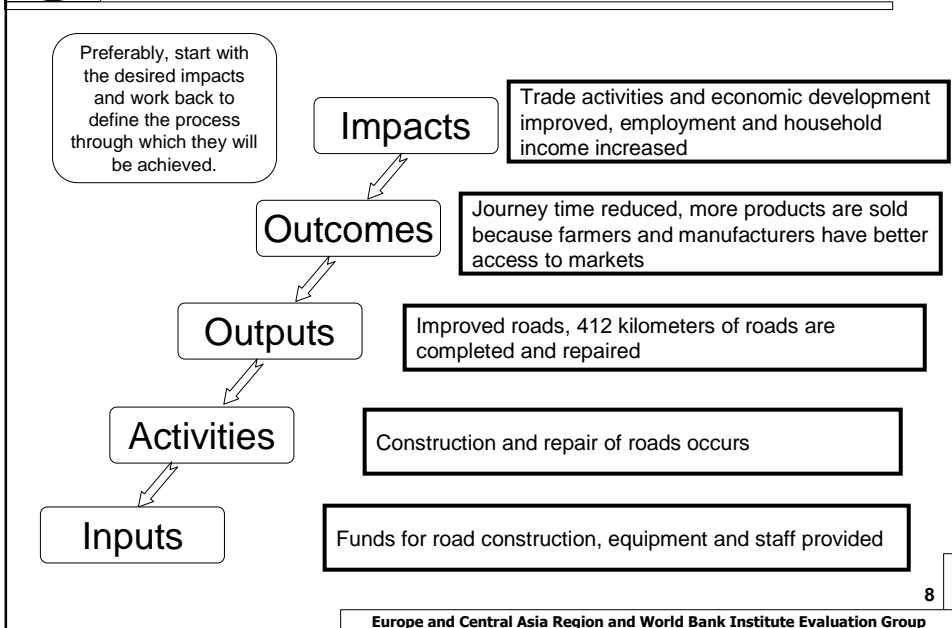 Preferably, start with
the desired impacts
and work back to
define the process
through which they will
be achieved.
Impacts
Trade activities and economic development
improved, employment and household
income increased
Outcomes
Journey time reduced, more products are sold
because farmers and manufacturers have better
access to markets
Outputs
Improved roads, 412 kilometers of roads are
completed and repaired
Activities
Construction and repair of roads occurs
Inputs
Funds for road construction, equipment and staff provided
8
Europe and Central Asia Region and World Bank Institute Evaluation Group